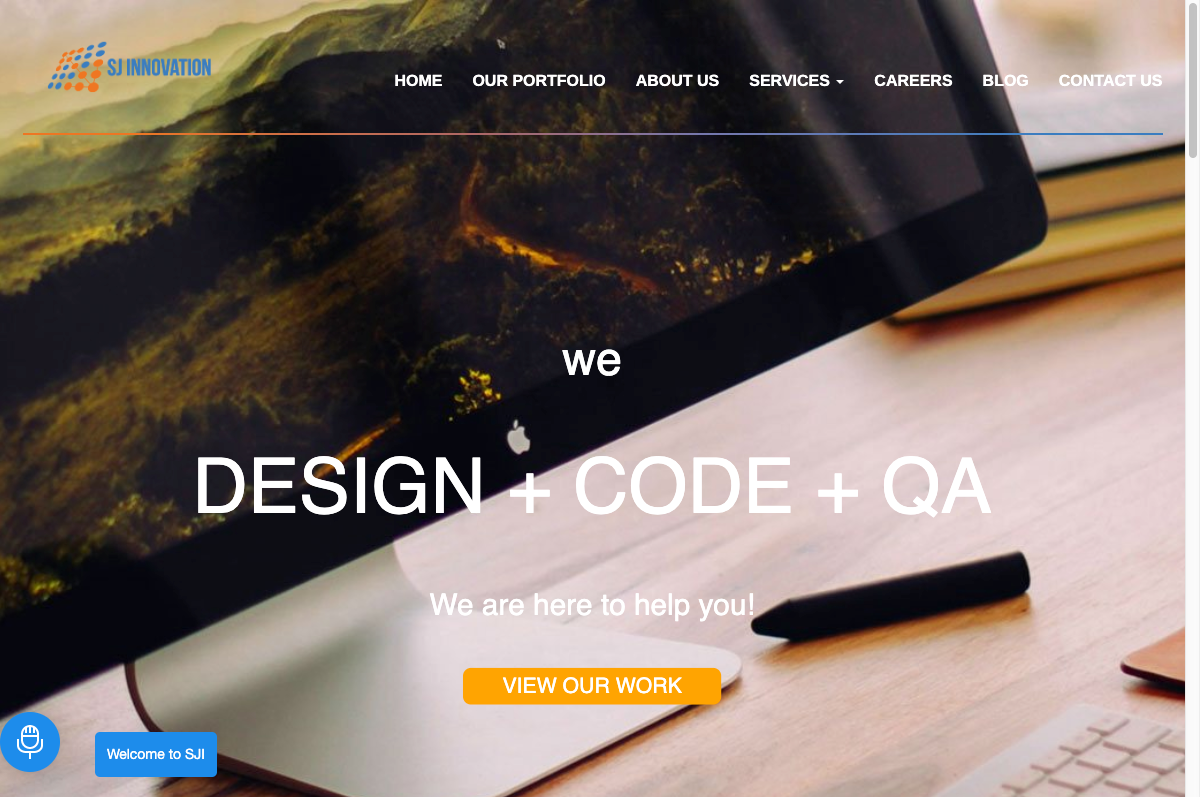 SJ INNOVATION
HOME OUR PORTFOLIO ABOUT US SERVICES CAREERS BLOG CONTACT US
we
DESIGN + CODE + QA
We are here to help you!
VIEW OUR WORK
Welcome to SJI